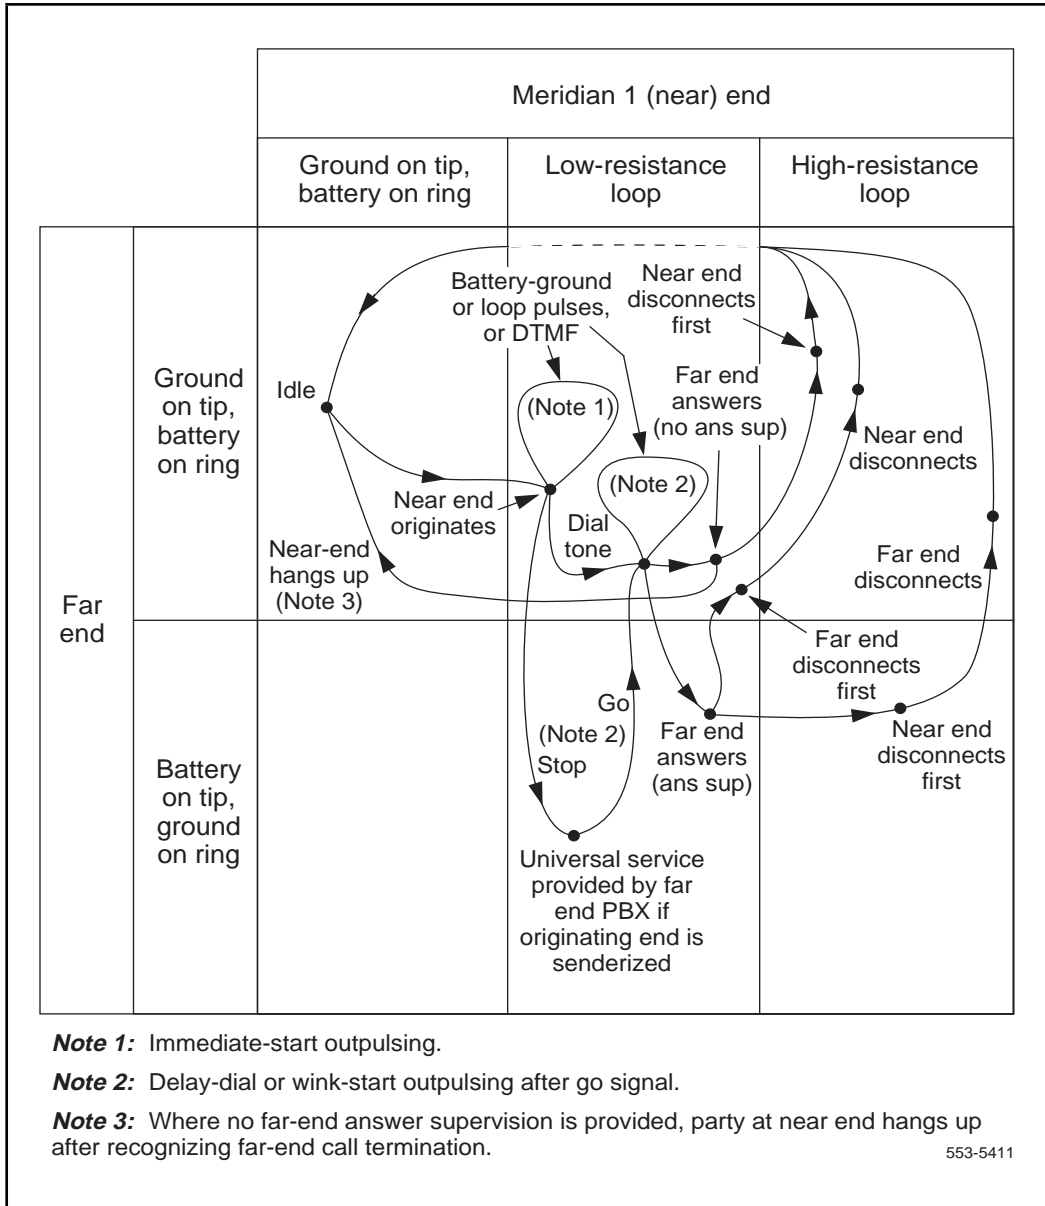 Meridian 1 (near) end
Ground on tip,
battery on ring
Low-resistance
loop
High-resistance
loop
Far
end
Ground
on tip,
battery
on ring
Battery
on tip,
ground
on ring
Idle
Battery-ground
or loop pulses,
or DTMF
Near end
disconnects
first
(Note 1)
Far end
answers
(no ans sup)
Near end
disconnects
(Note 2)
Near end
originates
Dial
tone
Near-end
hangs up
(Note 3)
Far end
disconnects
Far end
disconnects
first
Go
(Note 2)
Stop
Far end
answers
(ans sup)
Near end
disconnects
first
Universal service
provided by far
end PBX if
originating end is
senderized
Note 1: Immediate-start outpulsing.
Note 2: Delay-dial or wink-start outpulsing after go signal.
Note 3: Where no far-end answer supervision is provided, party at near end hangs up
after recognizing far-end call termination.
553-5411